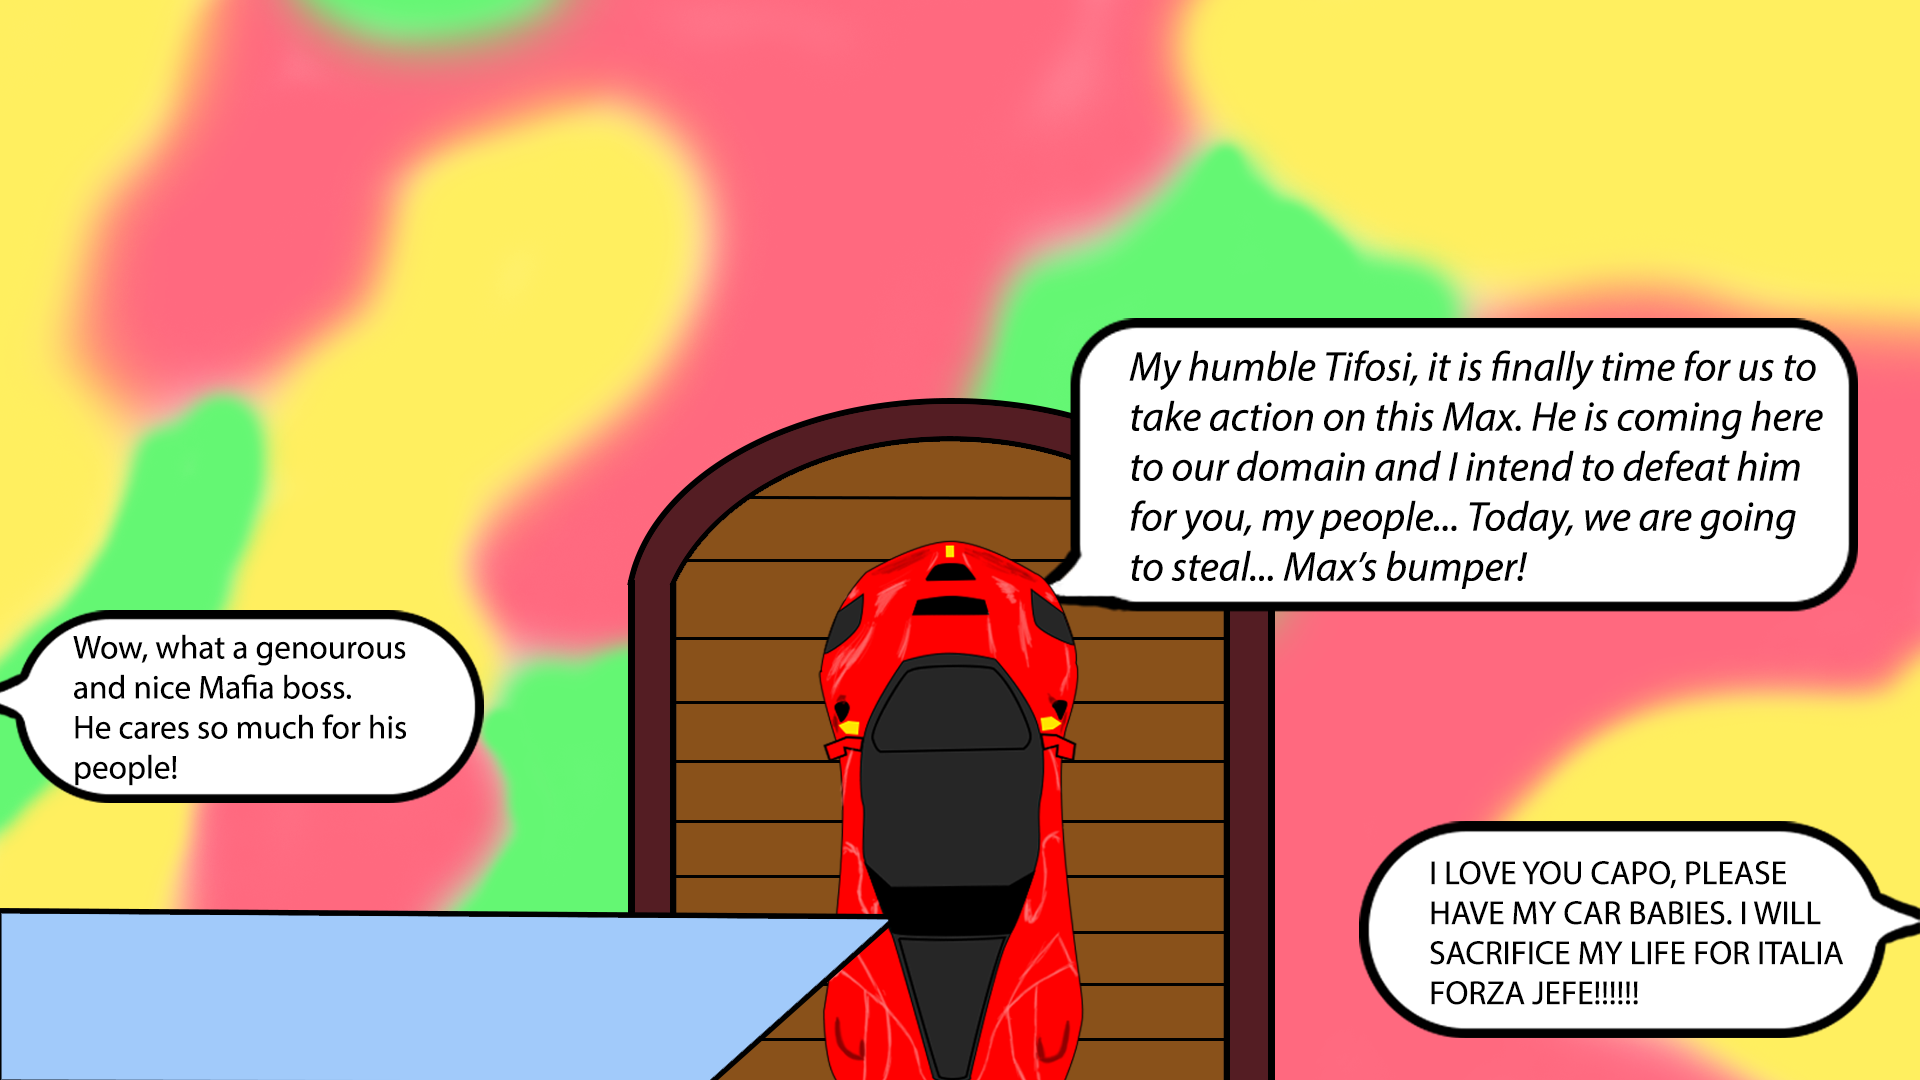 My humble Tifosi, it is finally time for us to
take action on this Max. He is coming here
to our domain and I intend to defeat him
for you, my people... Today, we are going
to steal... Max's bumper!
Wow, what a genourous
and nice Mafia boss.
He cares so much for his
people!
I LOVE YOU CAPO, PLEASE
HAVE MY CAR BABIES. I WILL
SACRIFICE MY LIFE FOR ITALIA
FORZA JEFE!!!!!!